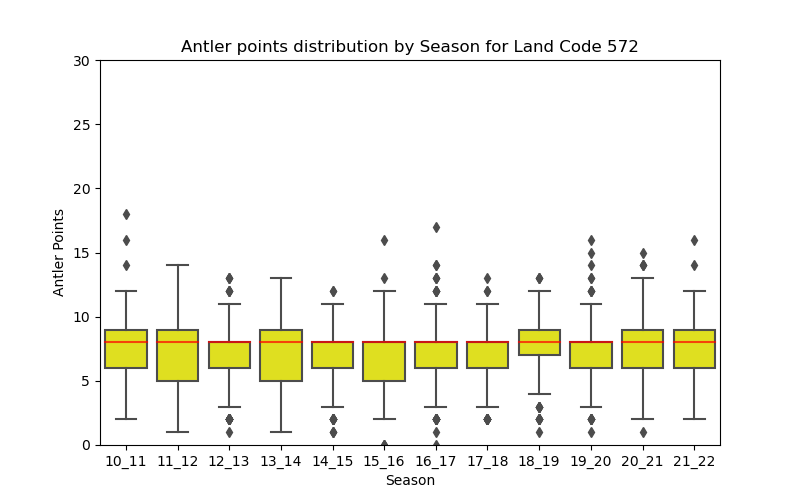 Antler points distribution by Season for Land Code 572
30
25
20
15
10
5
0
Antler Points
10_11 11_12 12_13 13_14 14_15 15_16 16_17 17_18 18_19 19_20 20_21 21_22
Season